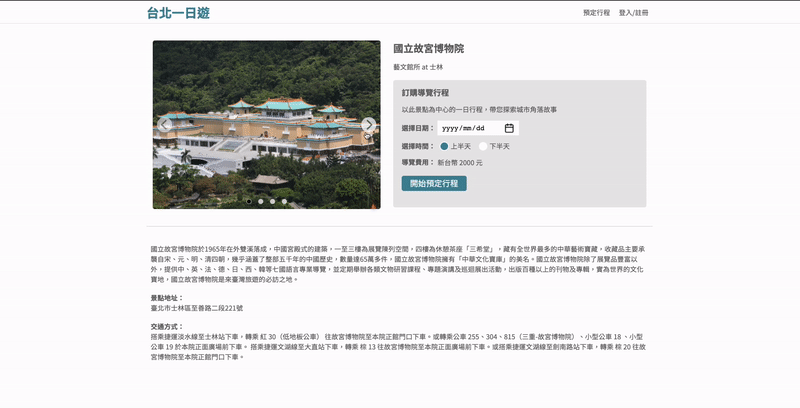 台北一日遊
預定行程 登入/註冊
國立故宮博物院
藝文館所 at 士林
訂購導覽行程
以此景點為中心的一日行程，帶您探索城市角落故事
選擇日期： yyyy/mm/dd
選擇時間： 上半天 下半天
導覽費用： 新台幣 2000 元
開始預定行程
國立故宮博物院於1965年在外雙溪落成，中國宮殿式的建築，一至三樓為展覽陳列空間，四樓為休憩茶座「三希堂」，藏有全世界最多的中華藝術寶藏，收藏品主要承
襲自宋、元、明、清四朝，幾乎涵蓋了整部五千年的中國歷史，數量達65萬多件，國立故宮博物院擁有「中華文化寶庫」的美名。國立故宮博物院除了展覽品豐富以
外，提供中、英、法、德、日、西、韓等七國語言專業導覽，並定期舉辦各類文物研習課程、專題演講及巡迴展出活動，出版百種以上的刊物及專輯，實為世界的文化
寶地，國立故宮博物院是來臺灣旅遊的必訪之地。
景點地址：
臺北市士林區至善路二段221號
交通方式：
搭乘捷運淡水線至士林站下車，轉乘 紅 30（低地板公車） 往故宮博物院至本院正館門口下車。或轉乘公車 255、304、815（三重-故宮博物院）、小型公車 18 、小型
公車 19 於本院正面廣場前下車。 搭乘捷運文湖線至大直站下車，轉乘 棕 13 往故宮博物院至本院正面廣場前下車。或搭乘捷運文湖線至劍南路站下車，轉乘 棕 20 往故
宮博物院至本院正館門口下車。